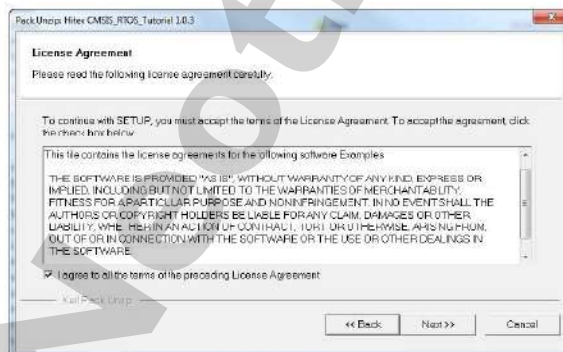 Pack Unzip: Hitex CMSIS_RTOS_Tutorial 1.0.3
License Agreement
Please read the following license agreement carefully.
To continue with SETUP, you must accept the terms of the License Agreement. To accept the agreement, click
the check box below.
This file contains the license agreements for the following software Examples
THE SOFTWARE IS PROVIDED "AS IS", WITHOUT WARRANTY OF ANY KIND, EXPRESS OR
IMPLIED, INCLUDING BUT NOT LIMITED TO THE WARRANTIES OF MERCHANTABILITY,
FITNESS FOR A PARTICULAR PURPOSE AND NONINFRINGEMENT. IN NO EVENT SHALL THE
AUTHORS OR COPYRIGHT HOLDERS BE LIABLE FOR ANY CLAIM, DAMAGES OR OTHER
LIABILITY, WHETHER IN AN ACTION OF CONTRACT, TORT OR OTHERWISE, ARISING FROM,
OUT OF OR IN CONNECTION WITH THE SOFTWARE OR THE USE OR OTHER DEALINGS IN
THE SOFTWARE.
I agree to all the terms of the preceding License Agreement
Keil Pack Unzip
<< Back
Next >>
Cancel